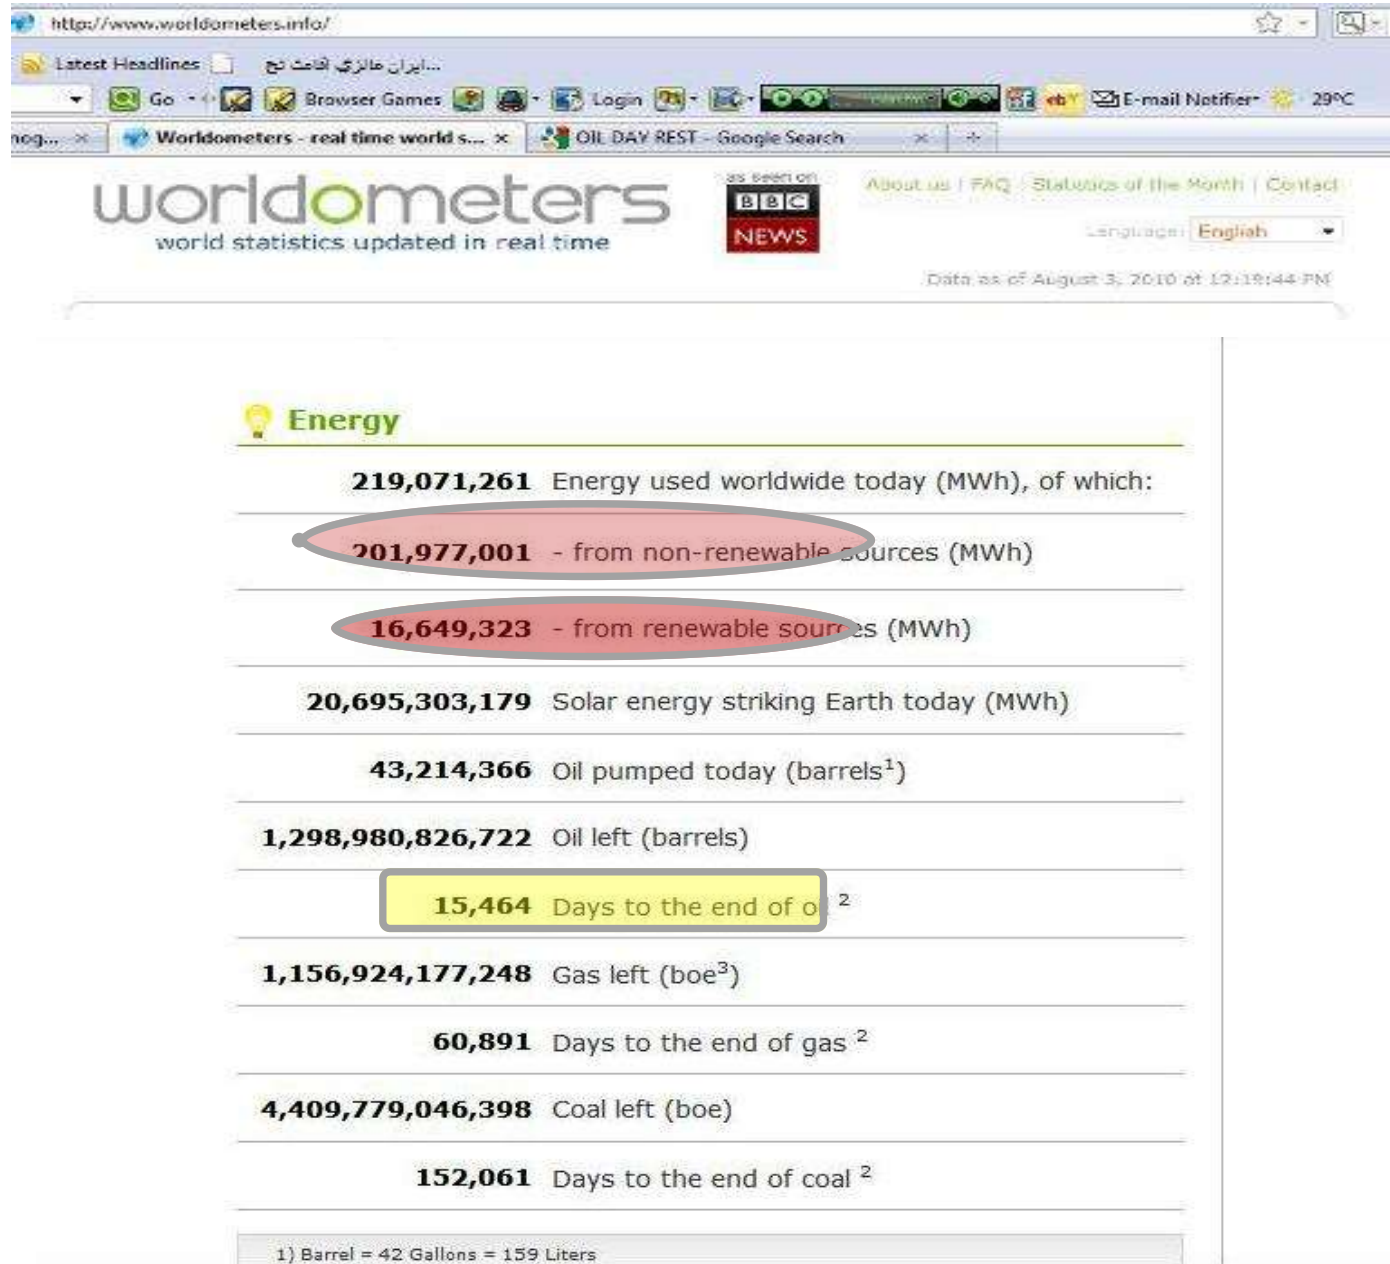 http://www.worldometers.info/
Latest Headlines ایران مالزی اقامت تح...
Go Browser Games Login E-mail Notifier 29°C
nog... Worldometers - real time world s... OIL DAY REST - Google Search
worldometers
world statistics updated in real time
as seen on
BBC
NEWS
About us | FAQ | Statistics of the Month | Contact
Language: English
Data as of August 3, 2010 at 12:19:44 PM
Energy
219,071,261 Energy used worldwide today (MWh), of which:
201,977,001 - from non-renewable sources (MWh)
16,649,323 - from renewable sources (MWh)
20,695,303,179 Solar energy striking Earth today (MWh)
43,214,366 Oil pumped today (barrels¹)
1,298,980,826,722 Oil left (barrels)
15,464 Days to the end of oil ²
1,156,924,177,248 Gas left (boe³)
60,891 Days to the end of gas ²
4,409,779,046,398 Coal left (boe)
152,061 Days to the end of coal ²
1) Barrel = 42 Gallons = 159 Liters